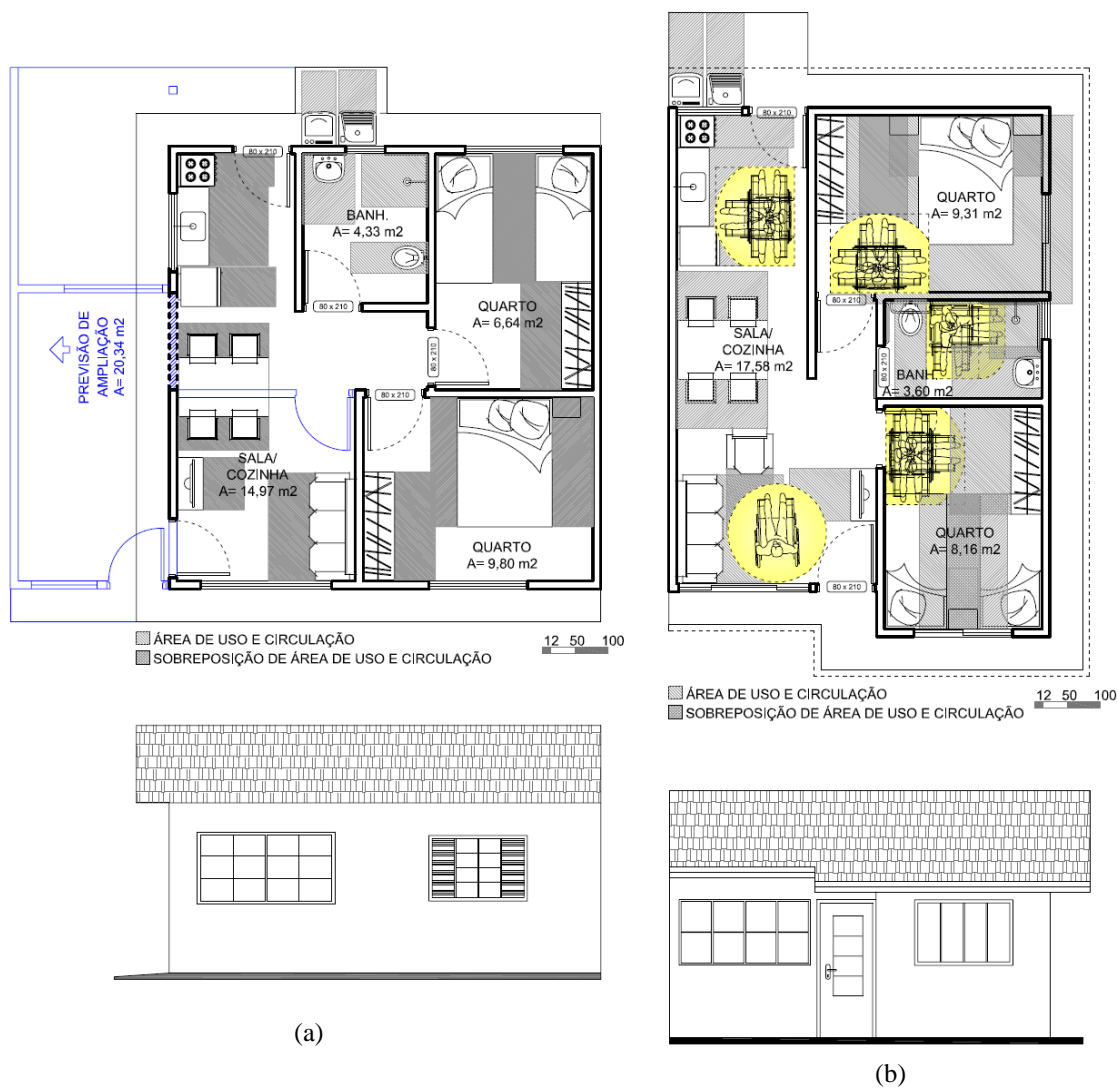 80 x 210
BANH.
A= 4,33 m2
80 x 210
QUARTO
A= 6,64 m2
80 x 210
80 x 210
PREVISÃO DE
AMPLIAÇÃO
A= 20,34 m2
SALA/
COZINHA
A= 14,97 m2
QUARTO
A= 9,80 m2
ÁREA DE USO E CIRCULAÇÃO
SOBREPOSIÇÃO DE ÁREA DE USO E CIRCULAÇÃO
12 50 100
(a)
80 x 210
QUARTO
A= 9,31 m2
80 x 210
SALA/
COZINHA
A= 17,58 m2
80 x 210
BANH.
A= 3,60 m2
QUARTO
A= 8,16 m2
80 x 210
ÁREA DE USO E CIRCULAÇÃO
SOBREPOSIÇÃO DE ÁREA DE USO E CIRCULAÇÃO
12 50 100
(b)